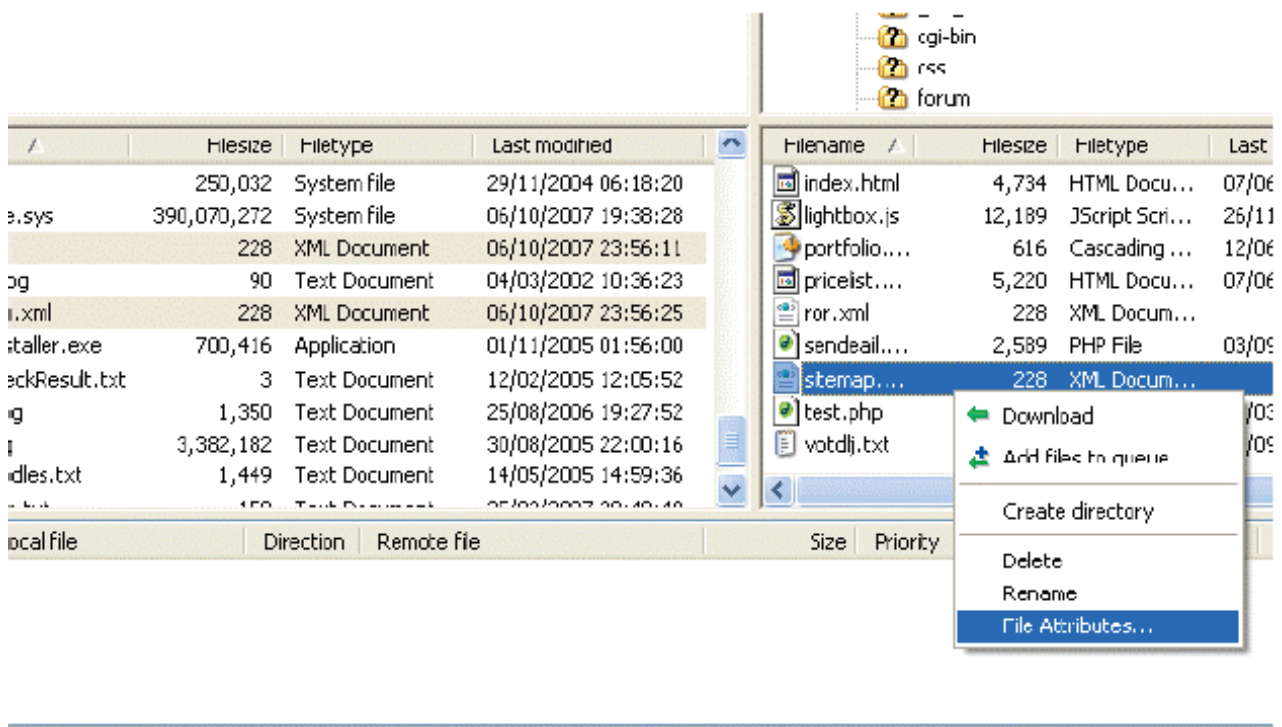 cgi-bin
css
forum
Filesize Filetype Last modified
250,032 System file 29/11/2004 06:18:20
e.sys 390,070,272 System file 06/10/2007 19:38:28
228 XML Document 06/10/2007 23:56:11
og 90 Text Document 04/03/2002 10:36:23
.xml 228 XML Document 06/10/2007 23:56:25
staller.exe 700,416 Application 01/11/2005 01:56:00
eckResult.txt 3 Text Document 12/02/2005 12:05:52
g 1,350 Text Document 25/08/2006 19:27:52
3,382,182 Text Document 30/08/2005 22:00:16
dles.txt 1,449 Text Document 14/05/2005 14:59:36
Filename Filesize Filetype Last
index.html 4,734 HTML Docu... 07/06
lightbox.js 12,189 JScript Scri... 26/11
portfolio.... 616 Cascading ... 12/06
pricelist.... 5,220 HTML Docu... 07/06
ror.xml 228 XML Docum...
sendeail.... 2,589 PHP File 03/09
sitemap.... 228 XML Docum...
test.php /03
votdlj.txt /09
Download
Add files to queue
Create directory
Delete
Rename
File Attributes...
ocal file Direction Remote file Size Priority